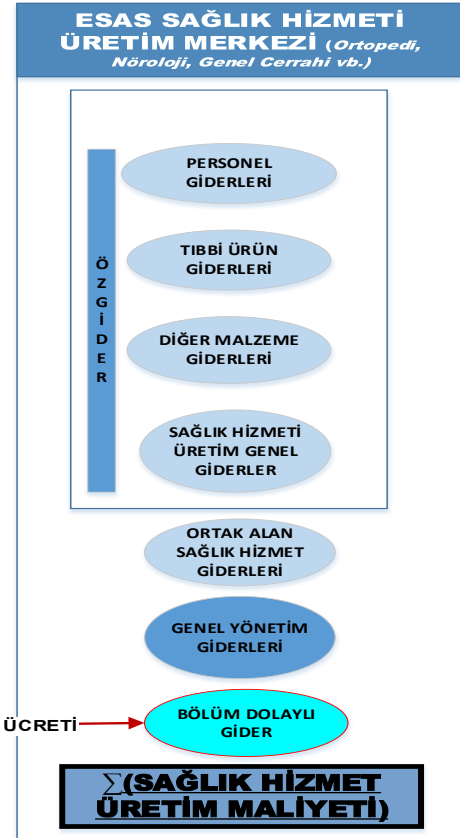 ESAS SAĞLIK HİZMETİ
ÜRETİM MERKEZİ (Ortopedi,
Nöroloji, Genel Cerrahi vb.)
ÖZGİDER
PERSONEL
GİDERLERİ
TIBBİ ÜRÜN
GİDERLERİ
DİĞER MALZEME
GİDERLERİ
SAĞLIK HİZMETİ
ÜRETİM GENEL
GİDERLER
ORTAK ALAN
SAĞLIK HİZMET
GİDERLERİ
GENEL YÖNETİM
GİDERLERİ
ÜCRETİ
BÖLÜM DOLAYLI
GİDER
∑(SAĞLIK HİZMET
ÜRETİM MALİYETİ)